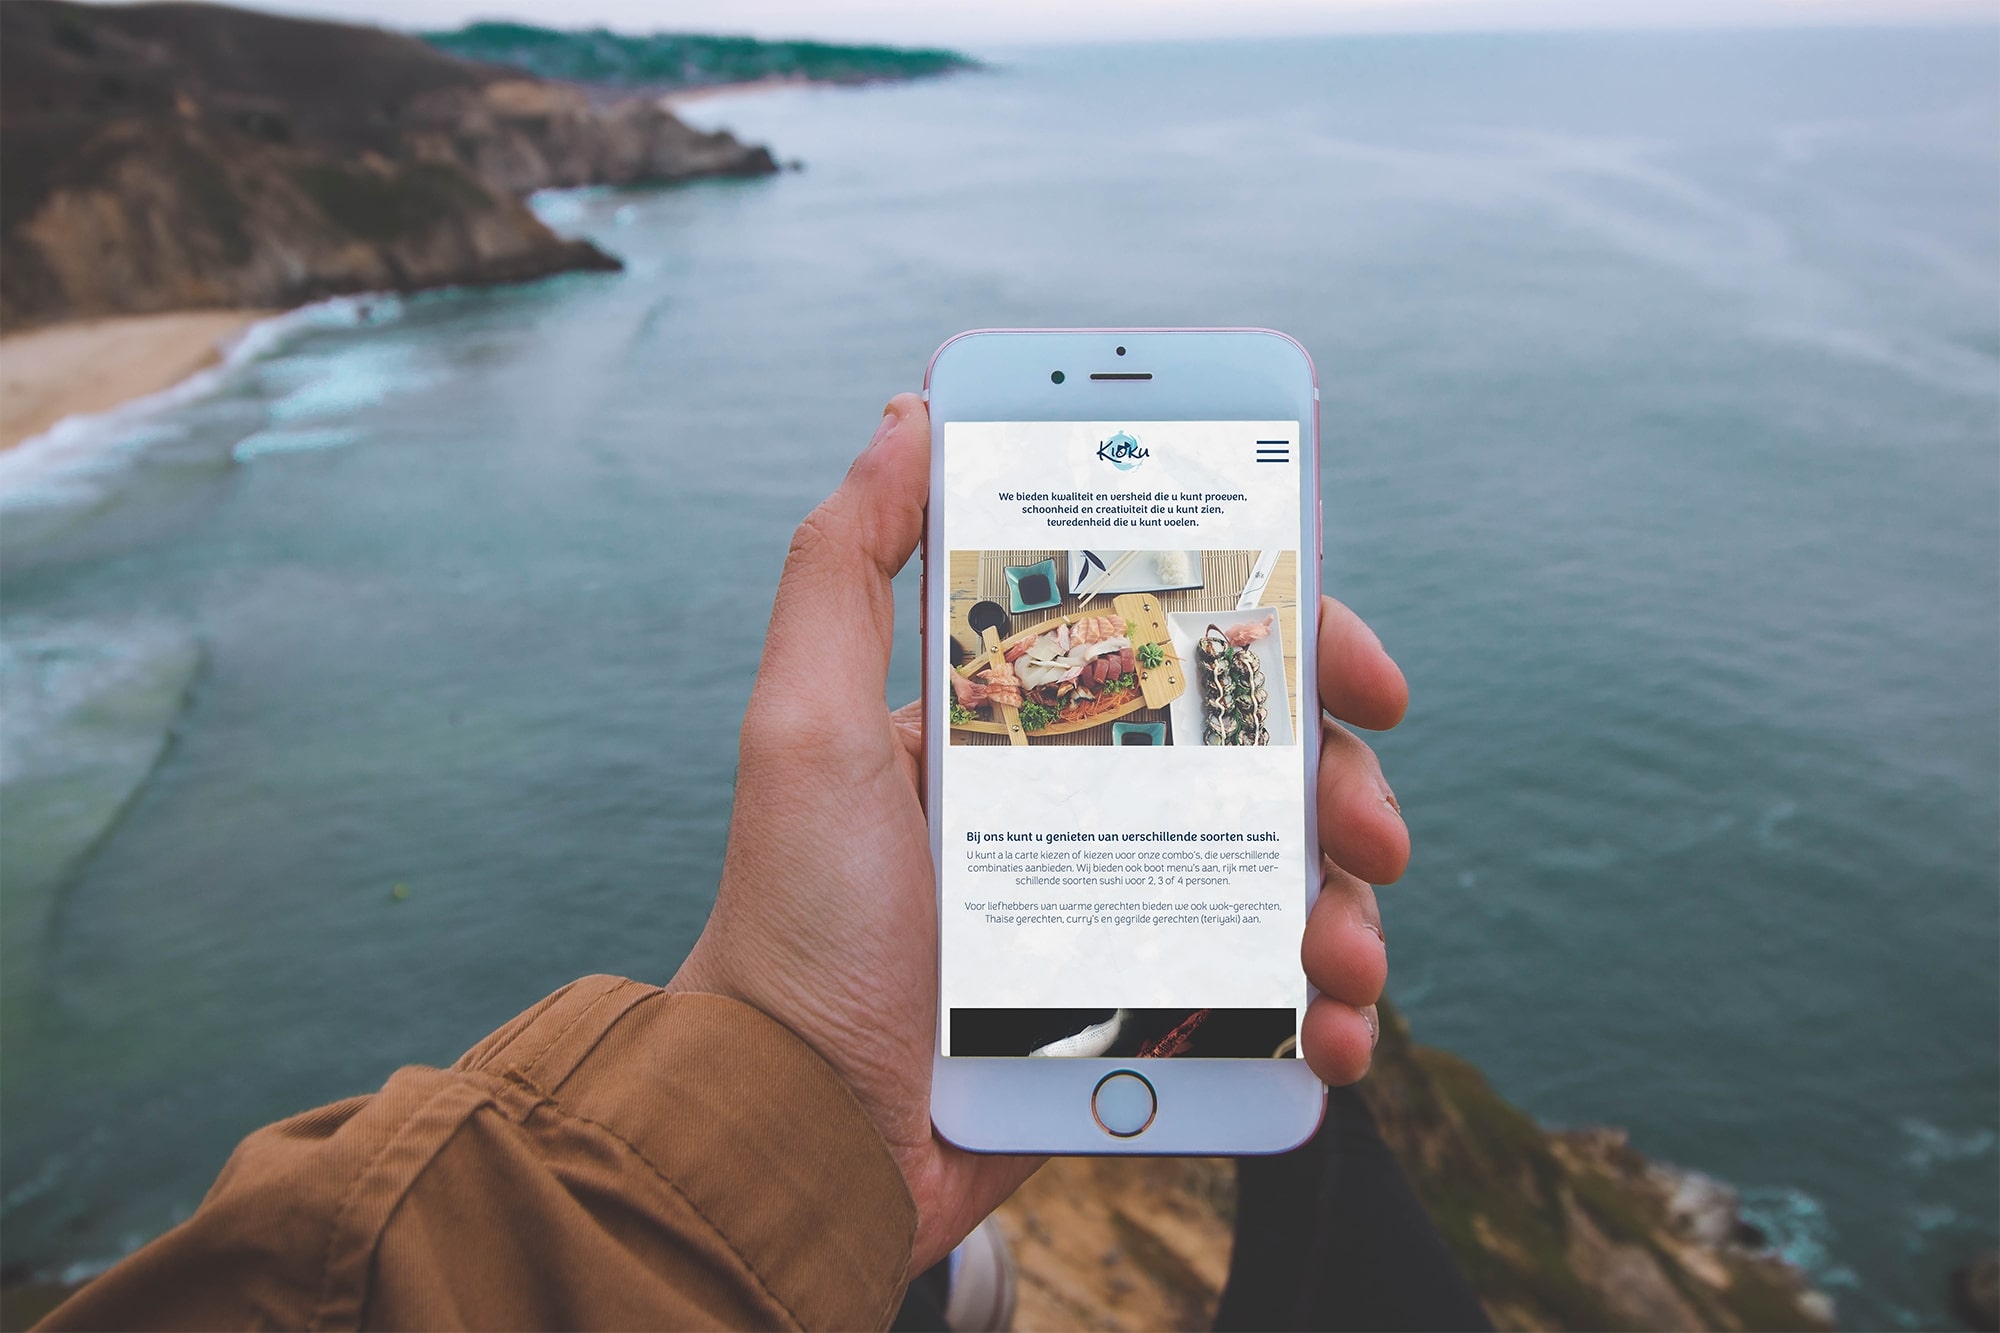 Kioku
We bieden kwaliteit en versheid die u kunt proeven,
schoonheid en creativiteit die u kunt zien,
tevredenheid die u kunt voelen.
Bij ons kunt u genieten van verschillende soorten sushi.
U kunt a la carte kiezen of kiezen voor onze combo's, die verschillende
combinaties aanbieden. Wij bieden ook boot menu's aan, rijk met ver-
schillende soorten sushi voor 2, 3 of 4 personen.
Voor liefhebbers van warme gerechten bieden we ook wok-gerechten,
Thaise gerechten, curry's en gegrilde gerechten (teriyaki) aan.